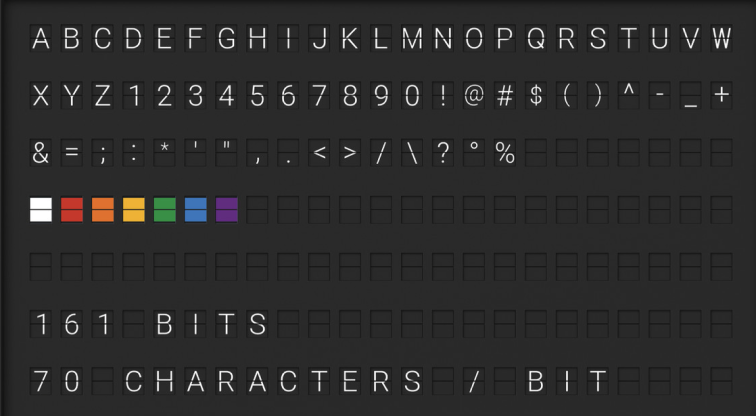 A B C D E F G H I J K L M N O P Q R S T U V W
X Y Z 1 2 3 4 5 6 7 8 9 0 ! @ # $ ( ) ^ - _ +
& = ; : * ' " , . < > / \ ? ° %
161 BITS
70 CHARACTERS / BIT